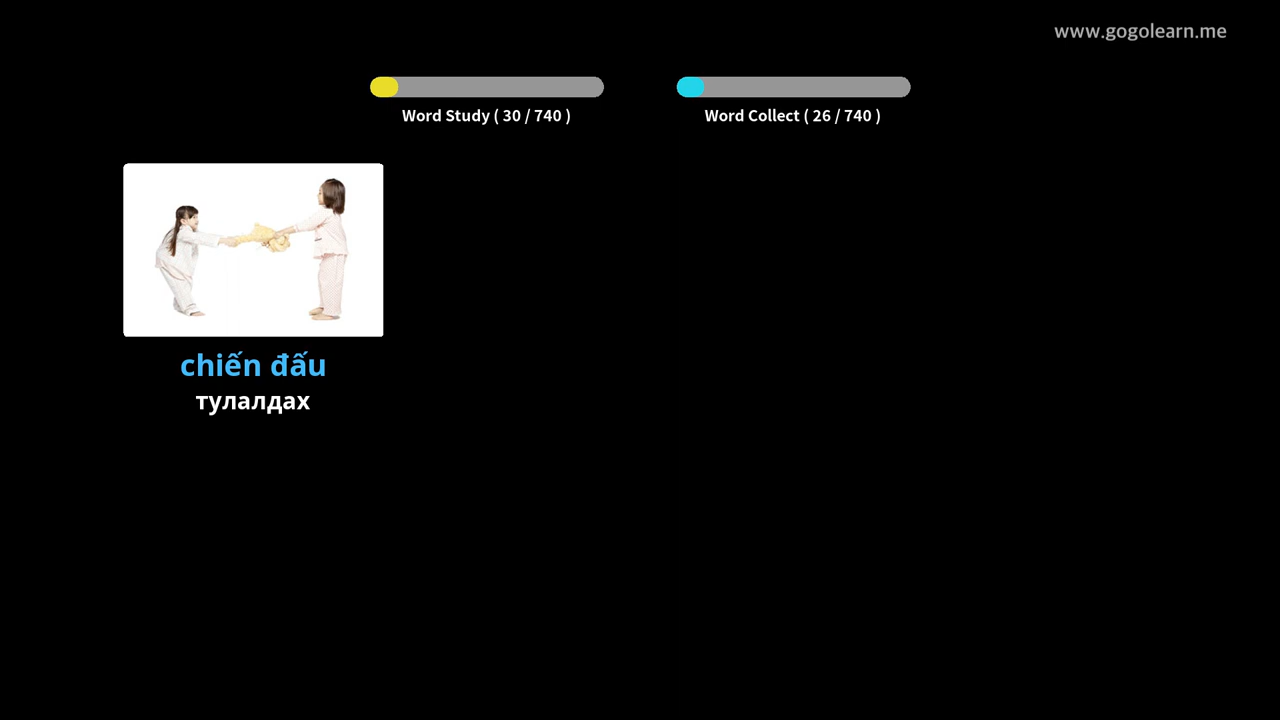 www.gogolearn.me
Word Study ( 30 / 740 )
Word Collect ( 26 / 740 )
chiến đấu
тулалдах